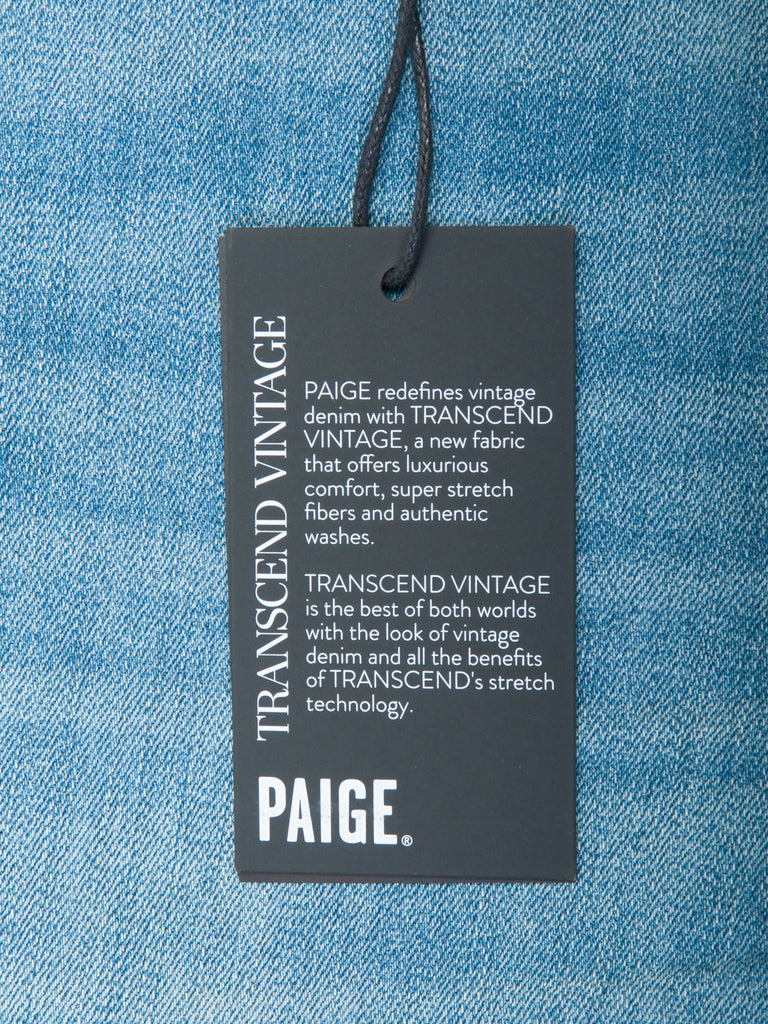 TRANSCEND VINTAGE
PAIGE redefines vintage
denim with TRANSCEND
VINTAGE, a new fabric
that offers luxurious
comfort, super stretch
fibers and authentic
washes.
TRANSCEND VINTAGE
is the best of both worlds
with the look of vintage
denim and all the benefits
of TRANSCEND's stretch
technology.
PAIGE®